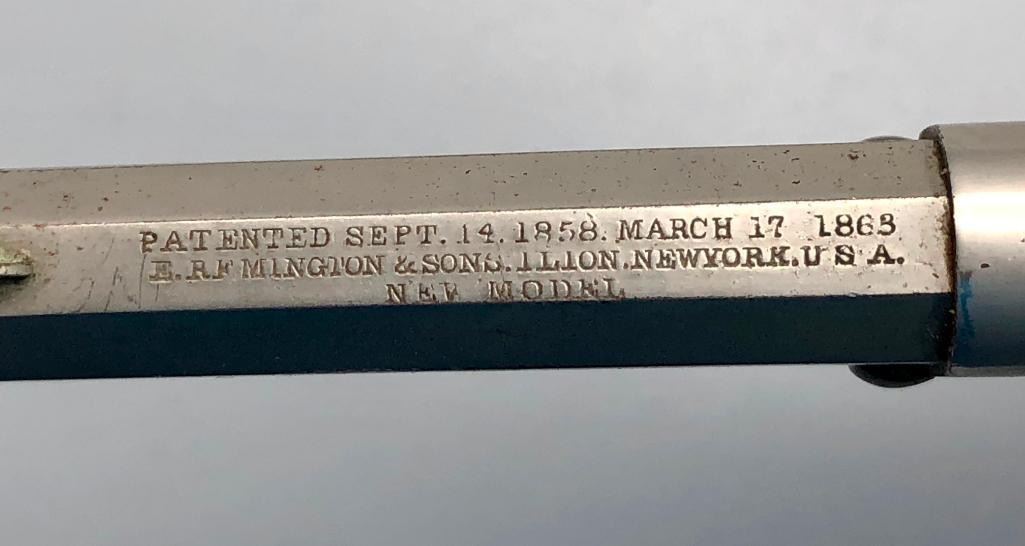 PATENTED SEPT. 14. 1858. MARCH 17 1863
E. REMINGTON & SONS. ILION. NEWYORK. U S A.
NEW MODEL